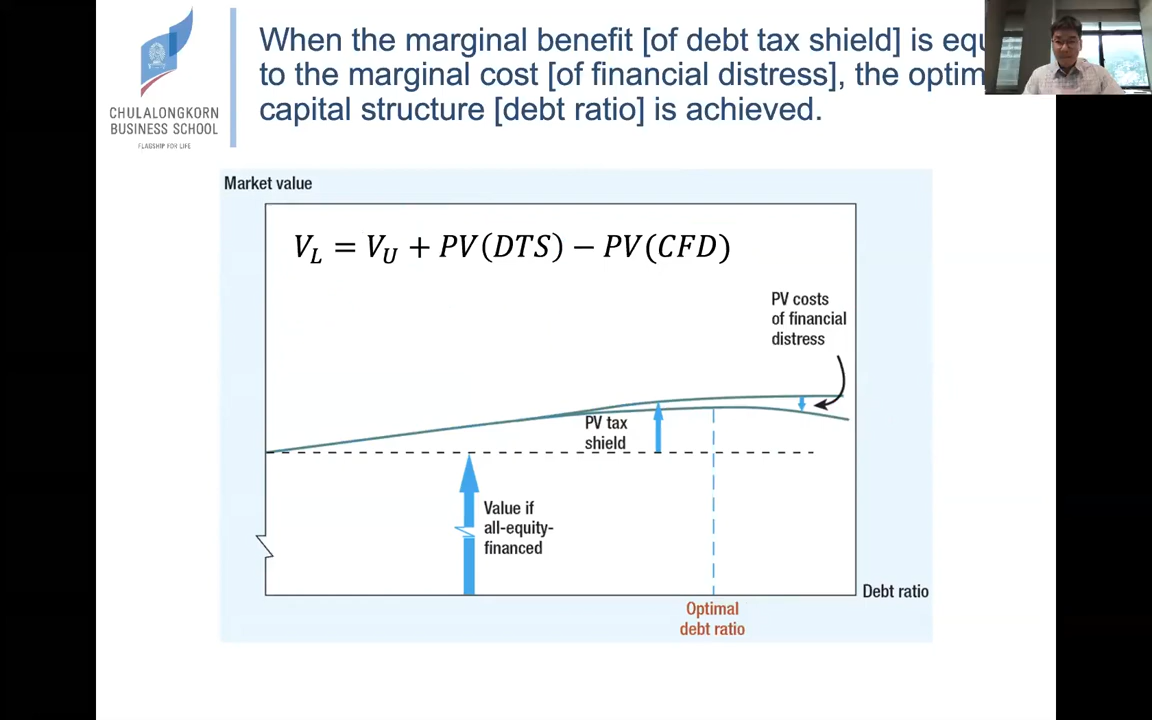 When the marginal benefit [of debt tax shield] is equ
to the marginal cost [of financial distress], the optim
capital structure [debt ratio] is achieved.
CHULALONGKORN
BUSINESS SCHOOL
FLAGSHIP FOR LIFE
Market value
V_L = V_U + PV(DTS) − PV(CFD)
PV costs
of financial
distress
PV tax
shield
Value if
all-equity-
financed
Debt ratio
Optimal
debt ratio